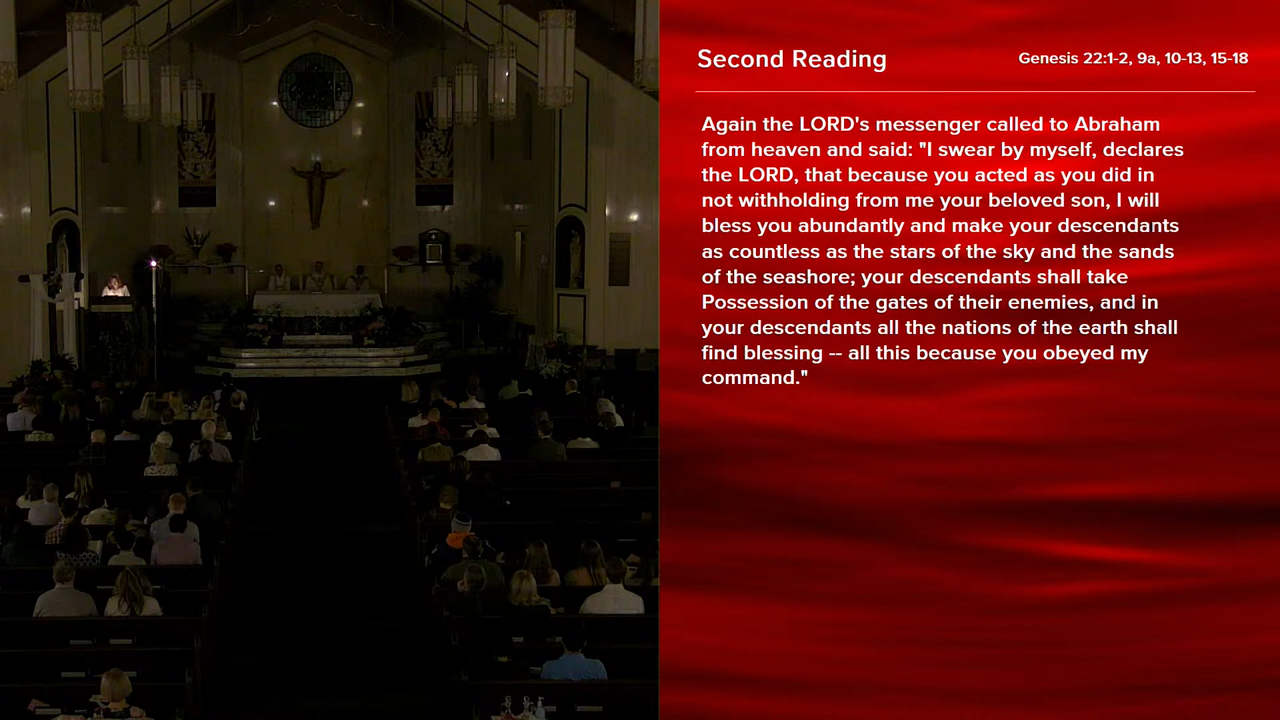 Second Reading
Genesis 22:1-2, 9a, 10-13, 15-18
Again the LORD's messenger called to Abraham
from heaven and said: "I swear by myself, declares
the LORD, that because you acted as you did in
not withholding from me your beloved son, I will
bless you abundantly and make your descendants
as countless as the stars of the sky and the sands
of the seashore; your descendants shall take
Possession of the gates of their enemies, and in
your descendants all the nations of the earth shall
find blessing -- all this because you obeyed my
command."